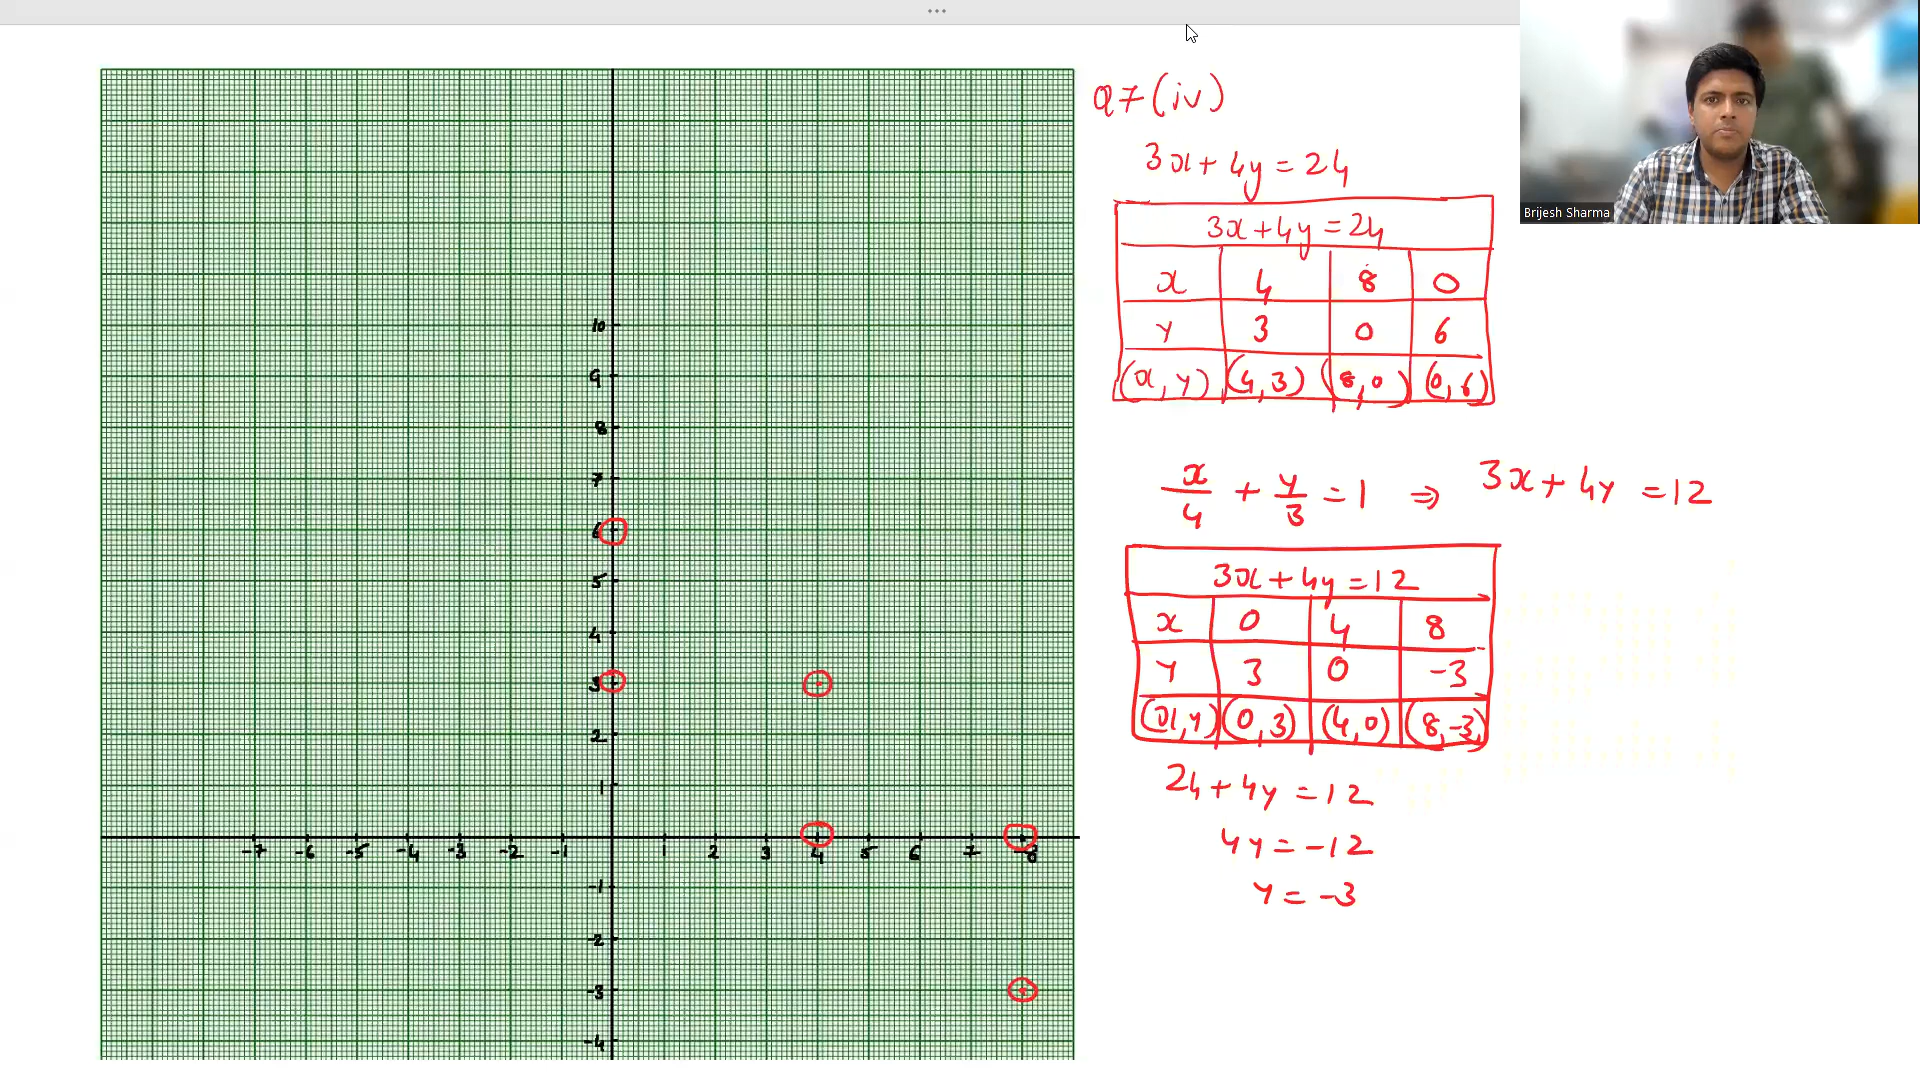 Q7(iv)
3x + 4y = 24
3x + 4y = 24
x 4 8 0
y 3 0 6
(x, y) (4, 3) (8, 0) (0, 6)
x/4 + y/3 = 1 ⇒ 3x + 4y = 12
3x + 4y = 12
x 0 4 8
y 3 0 -3
(x, y) (0, 3) (4, 0) (8, -3)
24 + 4y = 12
4y = -12
y = -3
10
9
8
7
6
5
4
3
2
1
-7 -6 -5 -4 -3 -2 -1 1 2 3 4 5 6 7 8
-1
-2
-3
-4
Brijesh Sharma